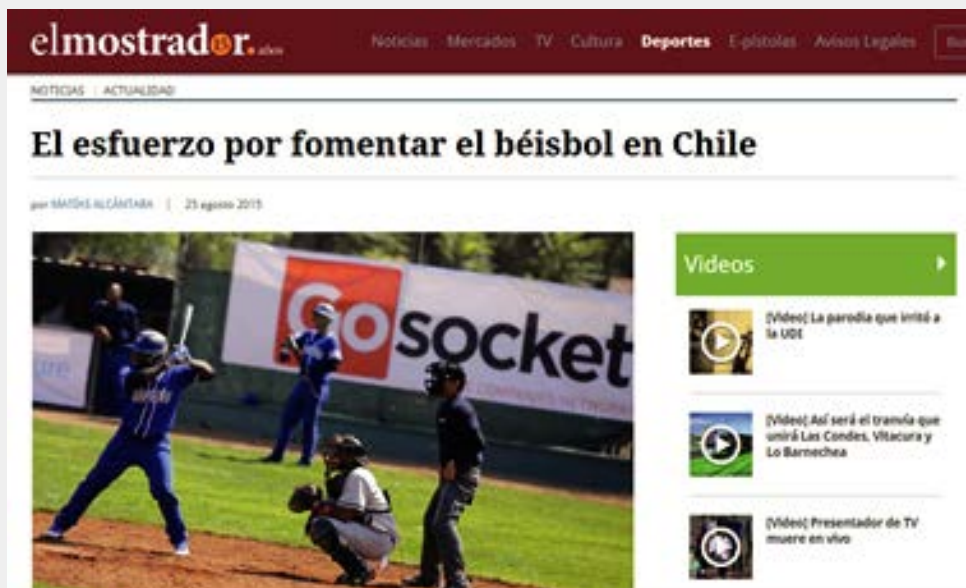 elmostrador. años
Noticias Mercados TV Cultura Deportes E-pístolas Avisos Legales
NOTICIAS | ACTUALIDAD
El esfuerzo por fomentar el béisbol en Chile
por MATÍAS ALCÁNTARA | 25 agosto 2015
Gosocket
Videos
[Video] La parodia que irritó a
la UDI
[Video] Así será el tranvía que
unirá Las Condes, Vitacura y
Lo Barnechea
[Video] Presentador de TV
muere en vivo